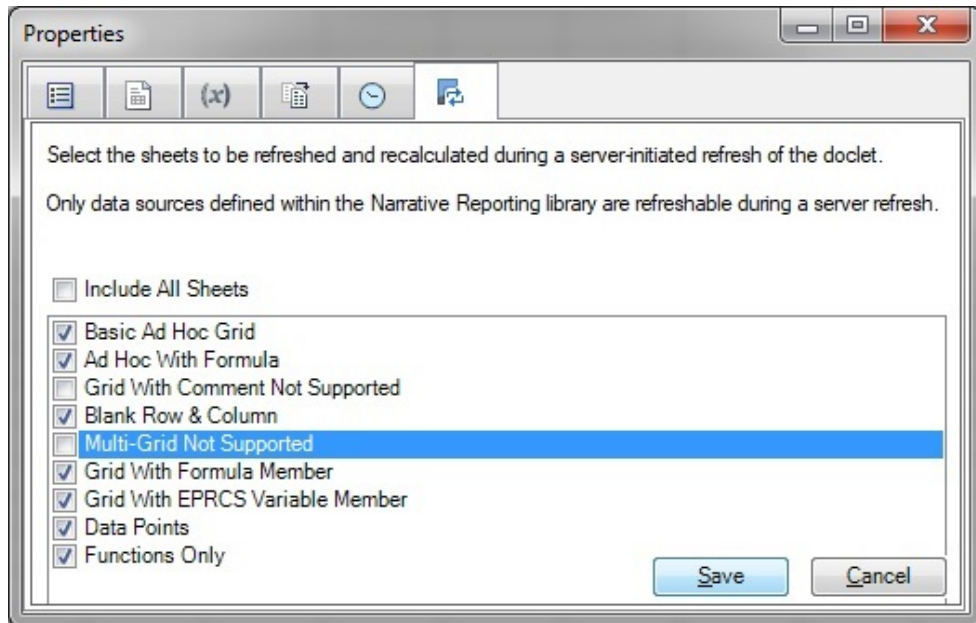 Properties
(x)
Select the sheets to be refreshed and recalculated during a server-initiated refresh of the doclet.
Only data sources defined within the Narrative Reporting library are refreshable during a server refresh.
Include All Sheets
Basic Ad Hoc Grid
Ad Hoc With Formula
Grid With Comment Not Supported
Blank Row & Column
Multi-Grid Not Supported
Grid With Formula Member
Grid With EPRCS Variable Member
Data Points
Functions Only
Save Cancel